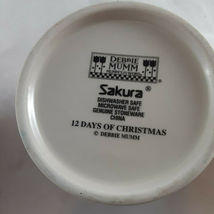 DEBBIE
MUMM
Sakura®
DISHWASHER SAFE
MICROWAVE SAFE
GENUINE STONEWARE
CHINA
12 DAYS OF CHRISTMAS
© DEBBIE MUMM